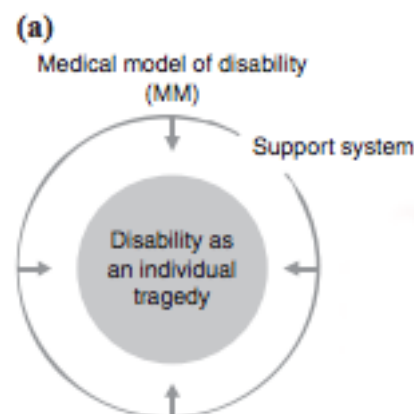 (a)
Medical model of disability
(MM)
Support system
Disability as
an individual
tragedy